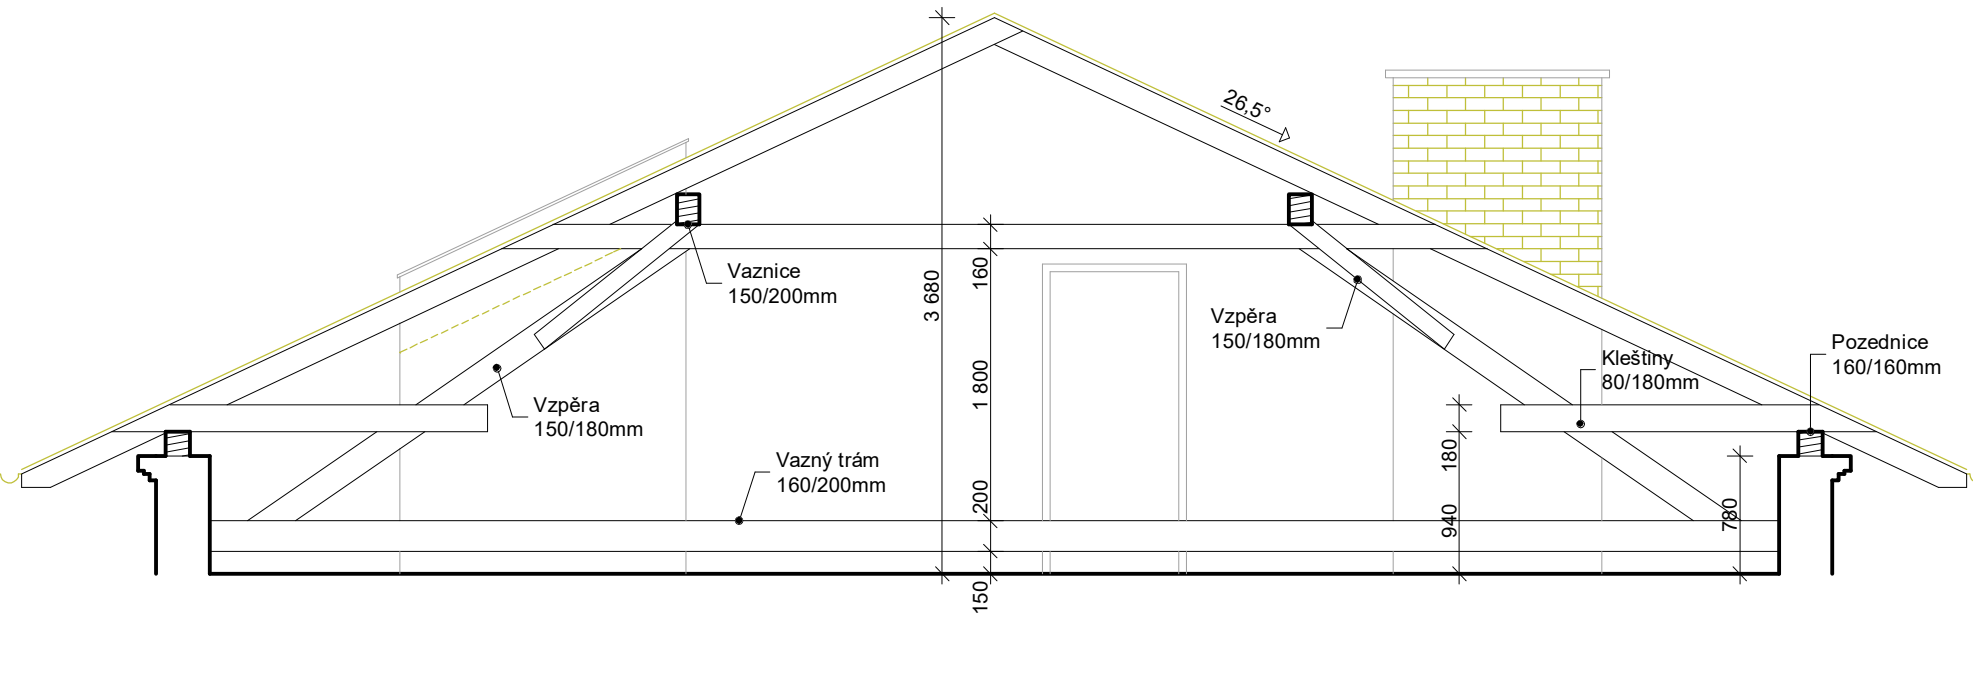 26,5°
Vaznice
150/200mm
3 680
160
Vzpěra
150/180mm
Pozednice
160/160mm
Kleštiny
80/180mm
1 800
Vzpěra
150/180mm
180
Vazný trám
160/200mm
200
940
780
150